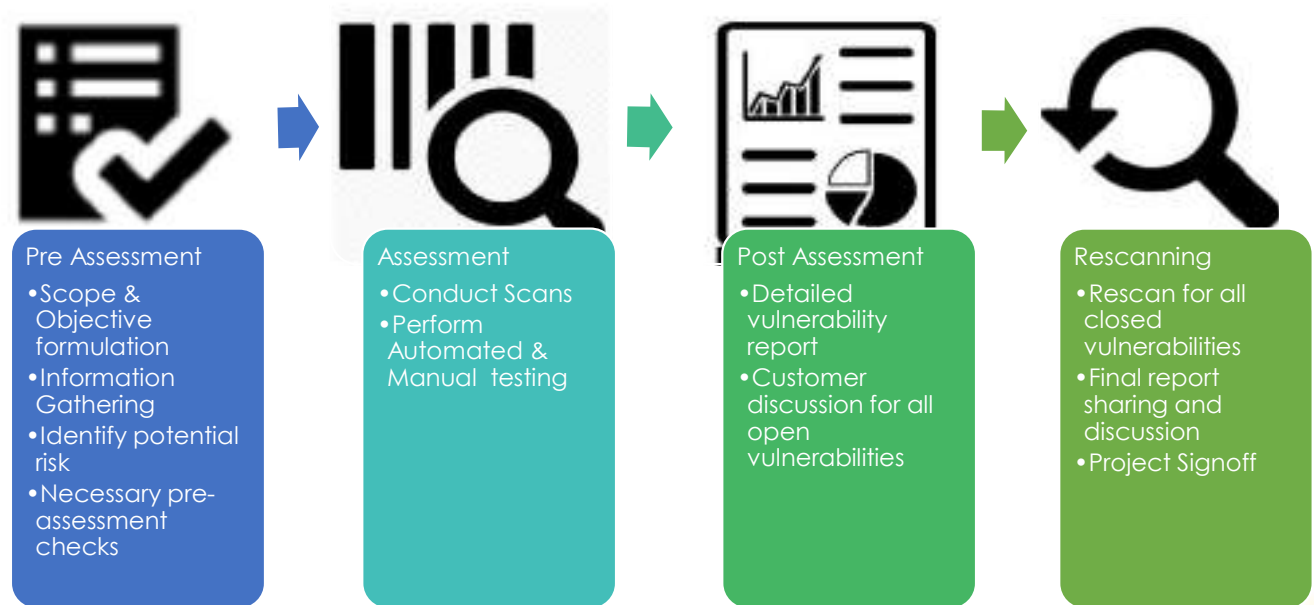 Pre Assessment
•Scope &
Objective
formulation
•Information
Gathering
•Identify potential
risk
•Necessary pre-
assessment
checks
Assessment
•Conduct Scans
•Perform
Automated &
Manual testing
Post Assessment
•Detailed
vulnerability
report
•Customer
discussion for all
open
vulnerabilities
Rescanning
•Rescan for all
closed
vulnerabilities
•Final report
sharing and
discussion
•Project Signoff